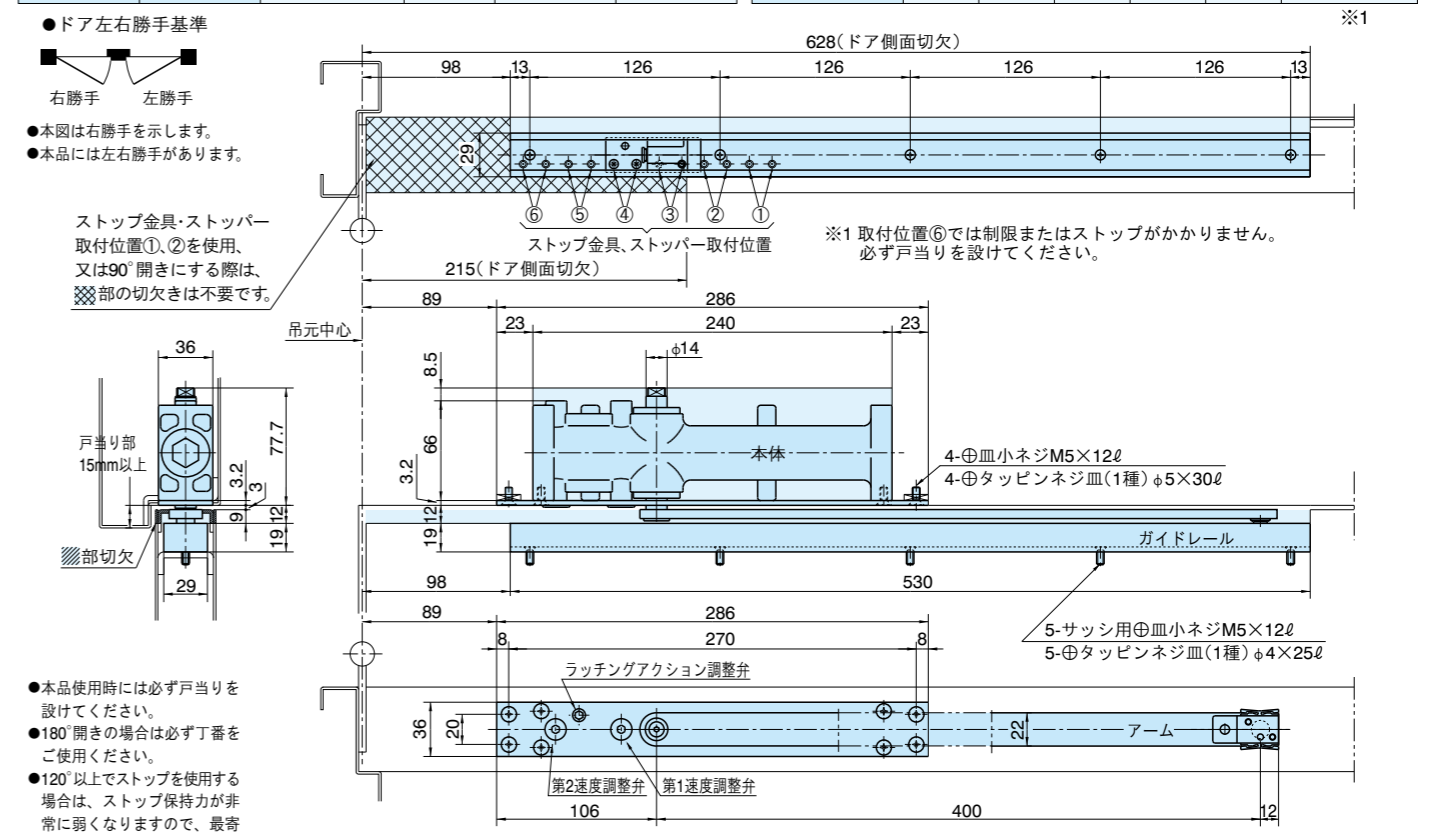 ※1
●ドア左右勝手基準
右勝手 左勝手
●本図は右勝手を示します。
●本品には左右勝手があります。
628(ドア側面切欠)
98 13 126 126 126 126 13
29
⑥ ⑤ ④ ③ ② ①
ストップ金具、ストッパー取付位置
215(ドア側面切欠)
ストップ金具・ストッパー
取付位置①、②を使用、
又は90°開きにする際は、
部の切欠きは不要です。
※1 取付位置⑥では制限またはストップがかかりません。
必ず戸当りを設けてください。
89 286
吊元中心
23 240 23
φ14
8.5
66
3.2
12
19
本体
4-⊕皿小ネジM5×12ℓ
4-⊕タッピンネジ皿(1種)φ5×30ℓ
ガイドレール
98 530
5-サッシ用⊕皿小ネジM5×12ℓ
5-⊕タッピンネジ皿(1種)φ4×25ℓ
36
77.7
戸当り部
15mm以上
3.2
3
12
9
19
部切欠
29
89 286
8 270 8
ラッチングアクション調整弁
36
20
22
アーム
第2速度調整弁 第1速度調整弁
106 400 12
●本品使用時には必ず戸当りを
設けてください。
●180°開きの場合は必ず丁番を
ご使用ください。
●120°以上でストップを使用する
場合は、ストップ保持力が非
常に弱くなりますので、最寄